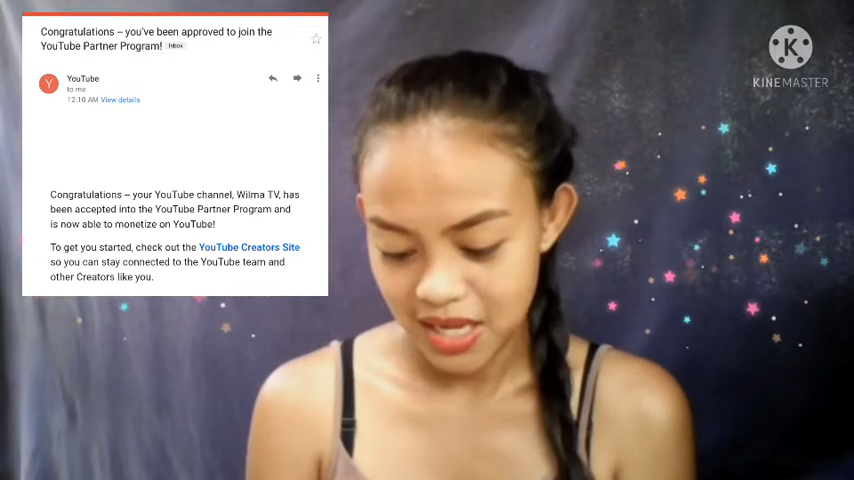 Congratulations – you've been approved to join the
YouTube Partner Program! Inbox
Y
YouTube
to me
12:10 AM View details
Congratulations – your YouTube channel, Wilma TV, has
been accepted into the YouTube Partner Program and
is now able to monetize on YouTube!
To get you started, check out the YouTube Creators Site
so you can stay connected to the YouTube team and
other Creators like you.
K
KINEMASTER